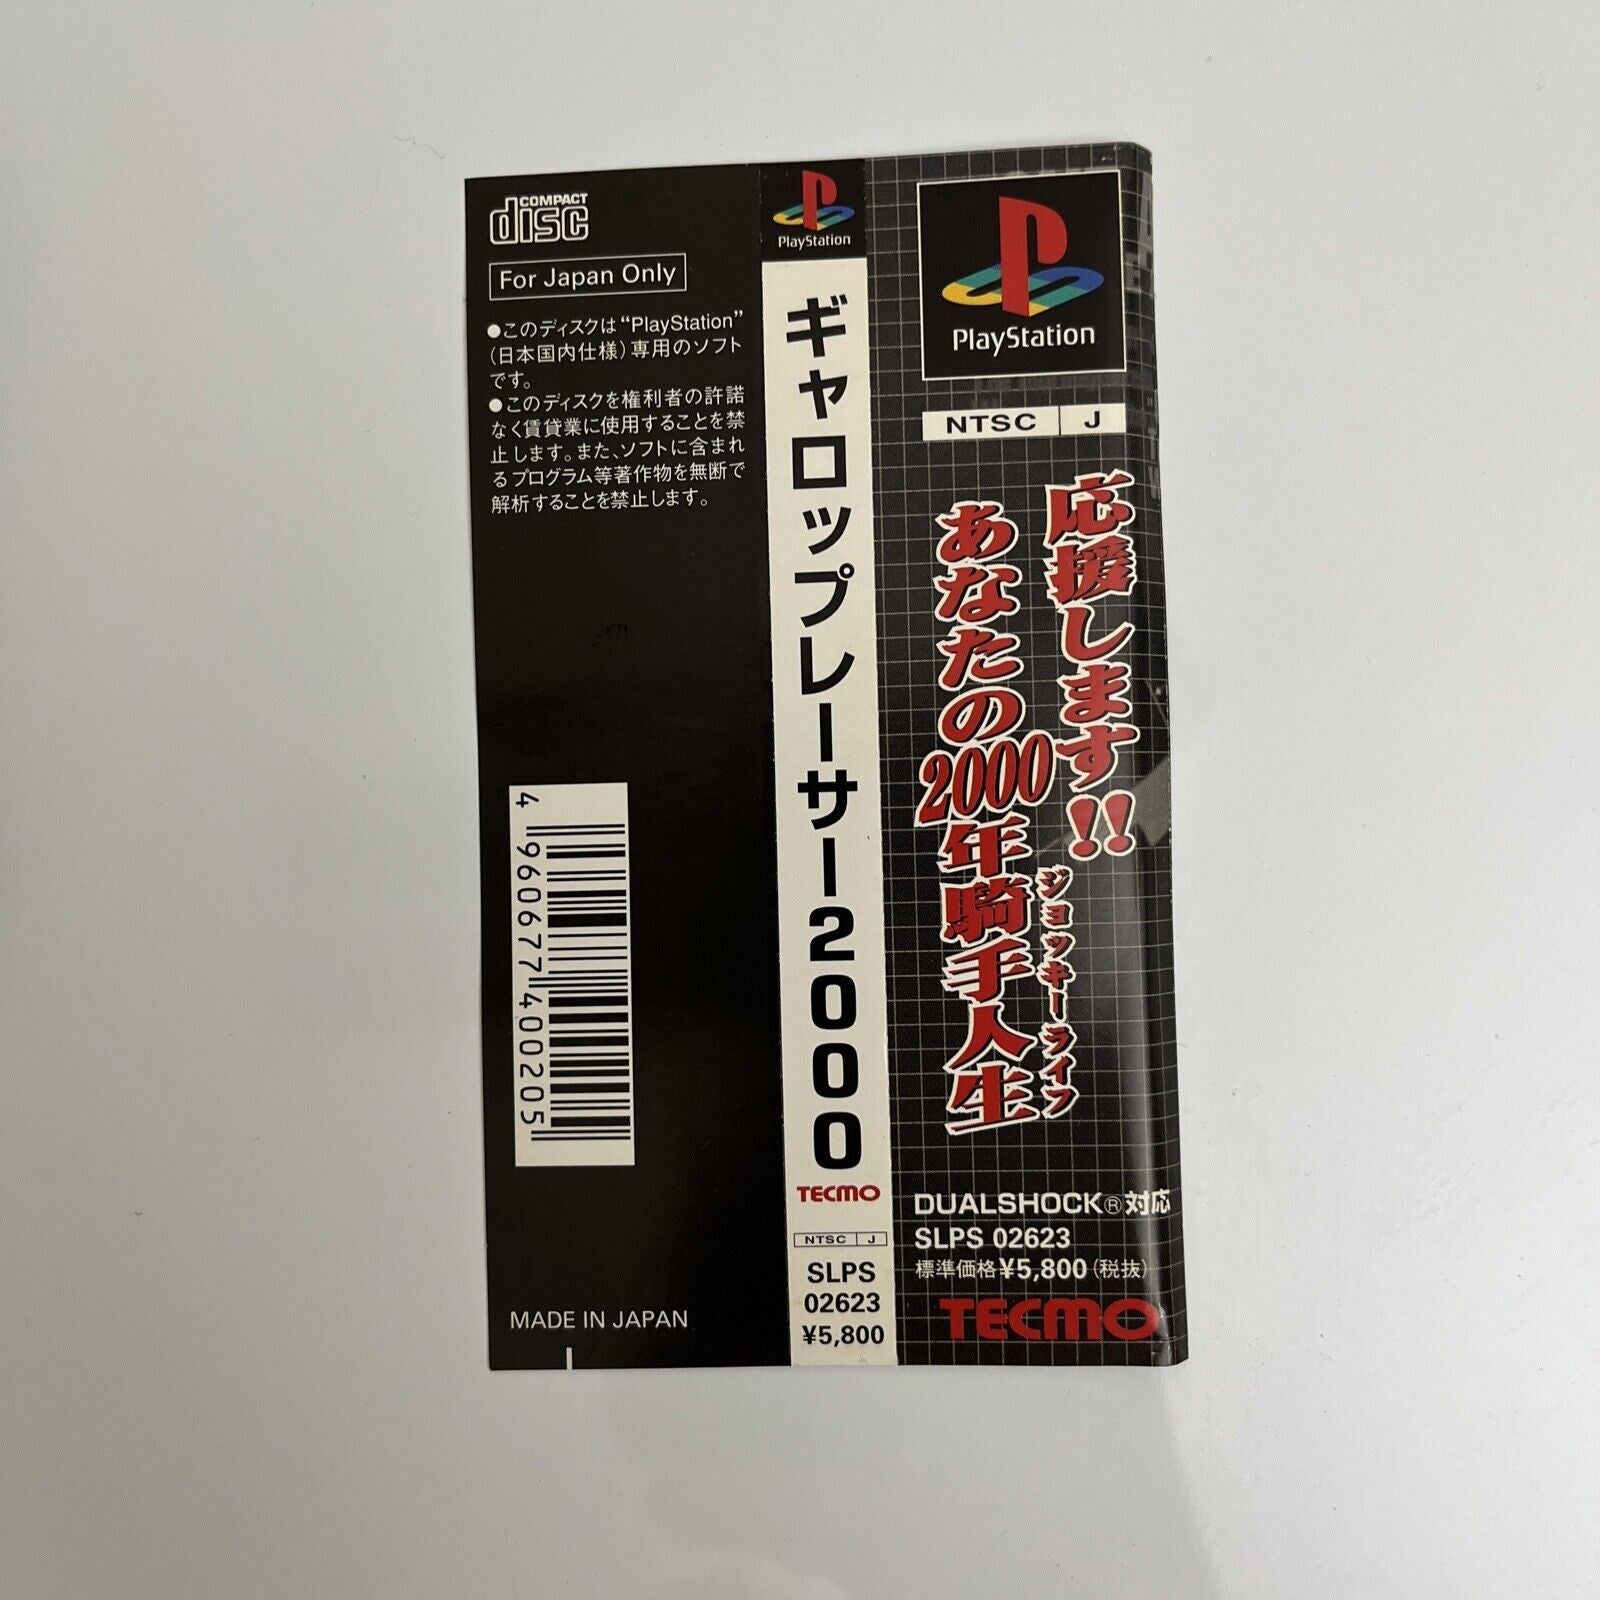 COMPACT
disc
For Japan Only
●このディスクは“PlayStation”
(日本国内仕様)専用のソフト
です。
●このディスクを権利者の許諾
なく賃貸業に使用することを禁
止します。また、ソフトに含まれ
るプログラム等著作物を無断で
解析することを禁止します。
4 960677 400205
MADE IN JAPAN
PlayStation
ギャロップレーサー2000
TECMO
NTSC J
SLPS
02623
¥5,800
PlayStation
NTSC J
応援します!!
ジョッキーライフ
あなたの2000年騎手人生
DUALSHOCK®対応
SLPS 02623
標準価格¥5,800(税抜)
TECMO